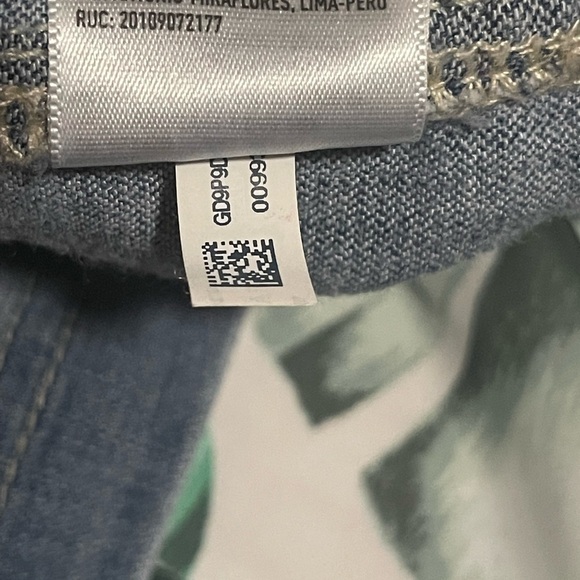 MIRAFLORES, LIMA-PERU
RUC: 20109072177
GD9P9D
0099